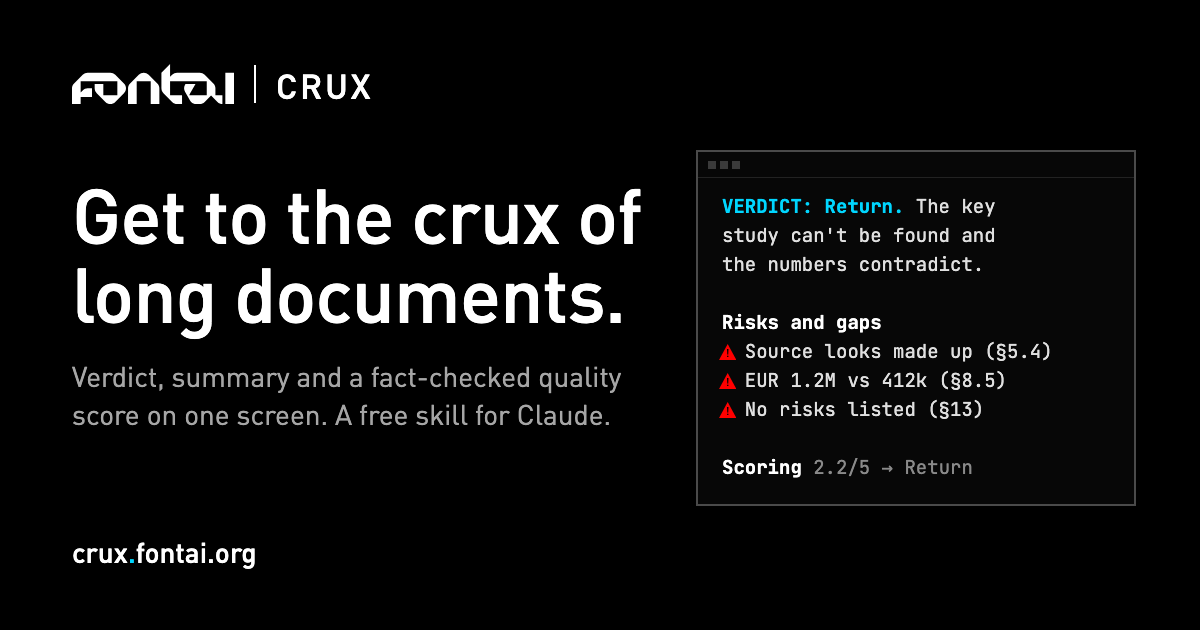 fontai | CRUX
Get to the crux of
long documents.
Verdict, summary and a fact-checked quality
score on one screen. A free skill for Claude.
crux.fontai.org
VERDICT: Return. The key
study can't be found and
the numbers contradict.
Risks and gaps
Source looks made up (§5.4)
EUR 1.2M vs 412k (§8.5)
No risks listed (§13)
Scoring 2.2/5 → Return